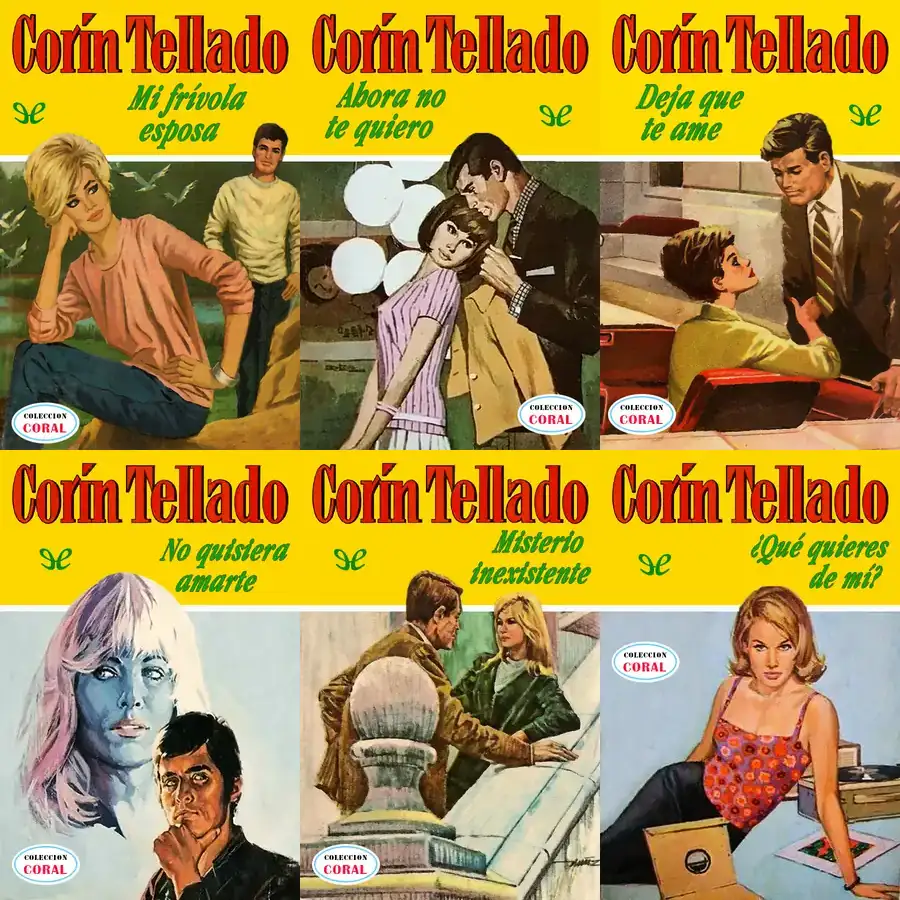 Corín Tellado
Mi frívola
esposa
COLECCION
CORAL
Corín Tellado
Ahora no
te quiero
COLECCION
CORAL
Corín Tellado
Deja que
te ame
COLECCION
CORAL
Corín Tellado
No quisiera
amarte
COLECCION
CORAL
Corín Tellado
Misterio
inexistente
COLECCION
CORAL
Corín Tellado
¿Qué quieres
de mí?
COLECCION
CORAL